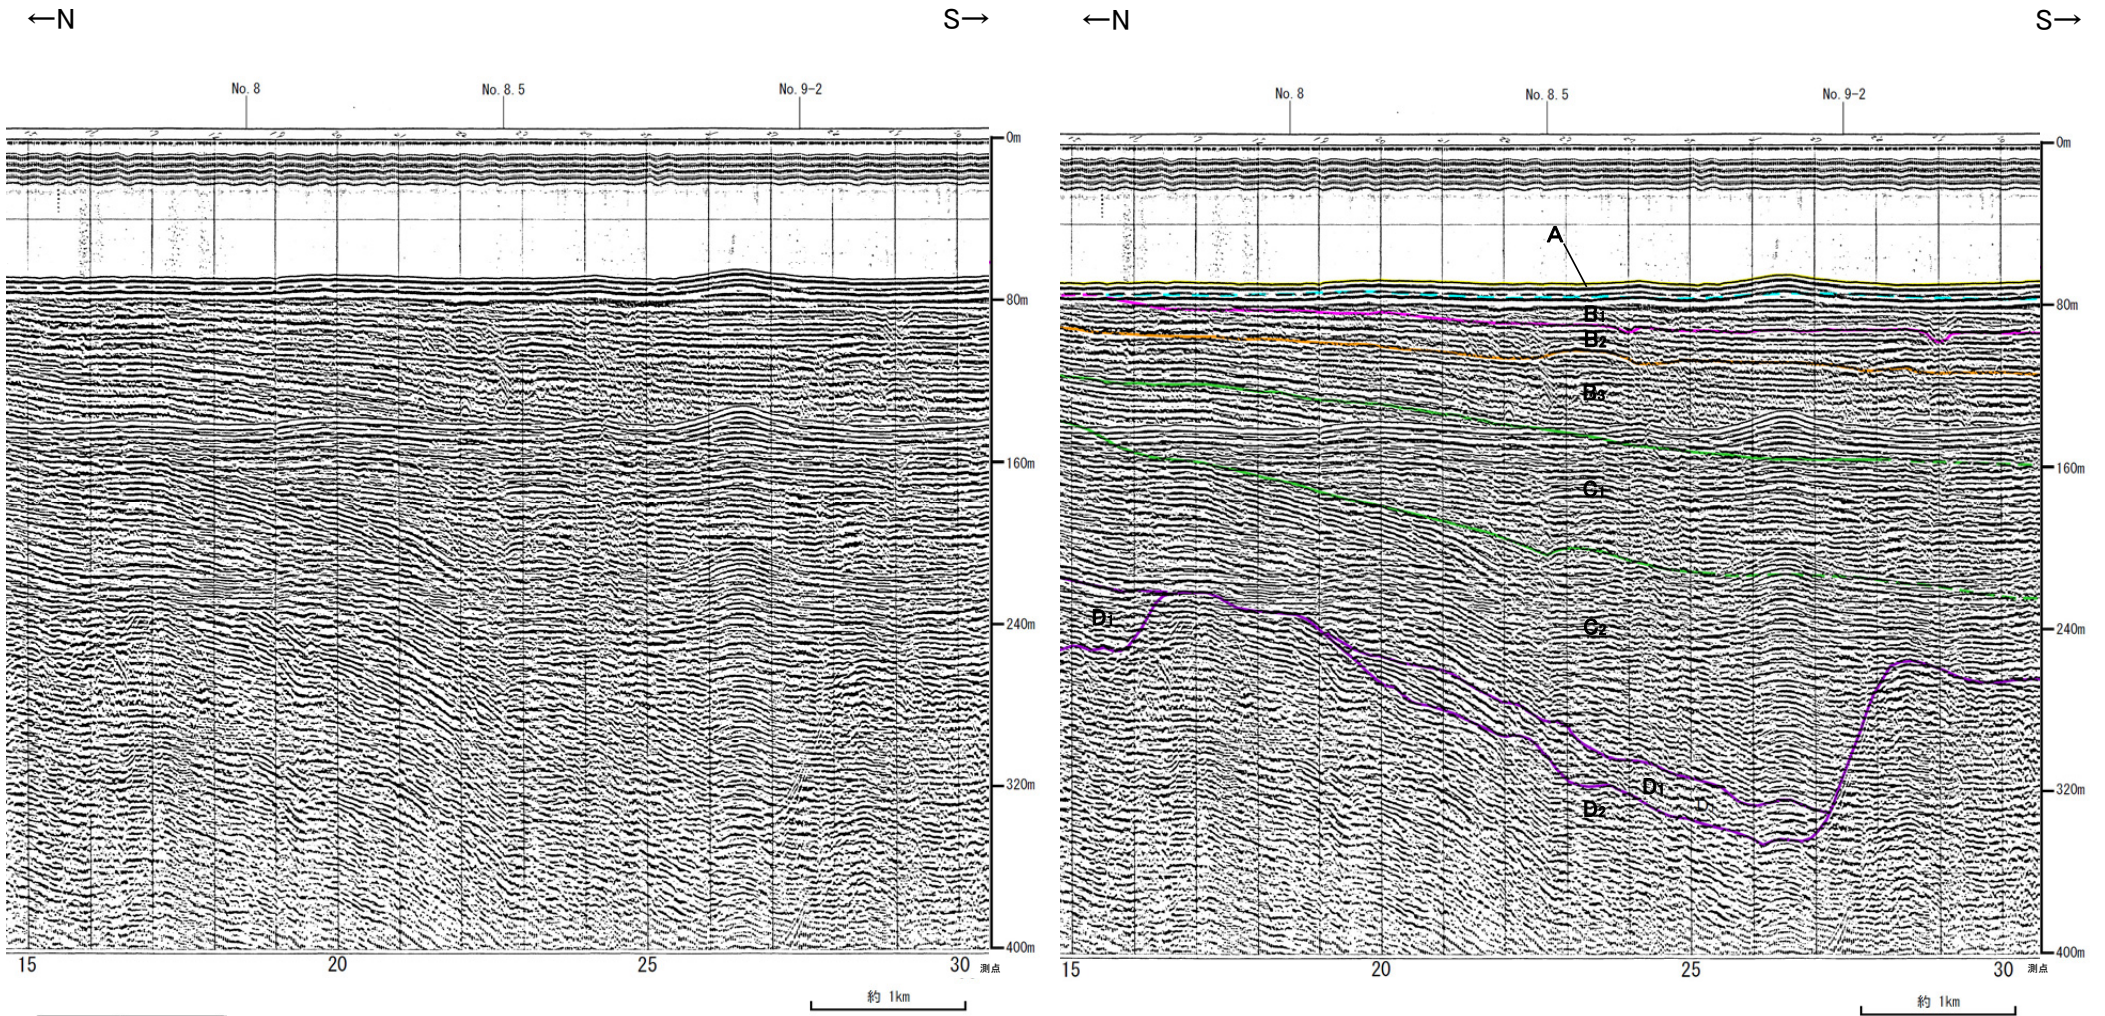 ←N
S→
←N
S→
No. 8
No. 8.5
No. 9-2
No. 8
No. 8.5
No. 9-2
0m
80m
160m
240m
320m
400m
15
20
25
30
測点
約 1km
0m
80m
160m
240m
320m
400m
A
B1
B2
B3
C1
C2
D1
D1
D
D2
15
20
25
30
測点
約 1km